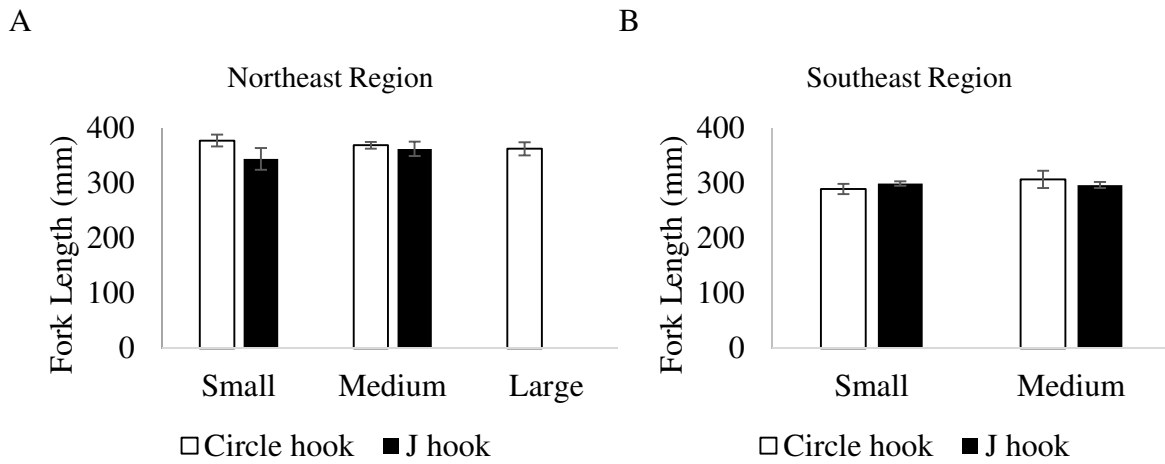 A
Northeast Region
Fork Length (mm)
400
300
200
100
0
Small Medium Large
Circle hook J hook
B
Southeast Region
Fork Length (mm)
400
300
200
100
0
Small Medium
Circle hook J hook